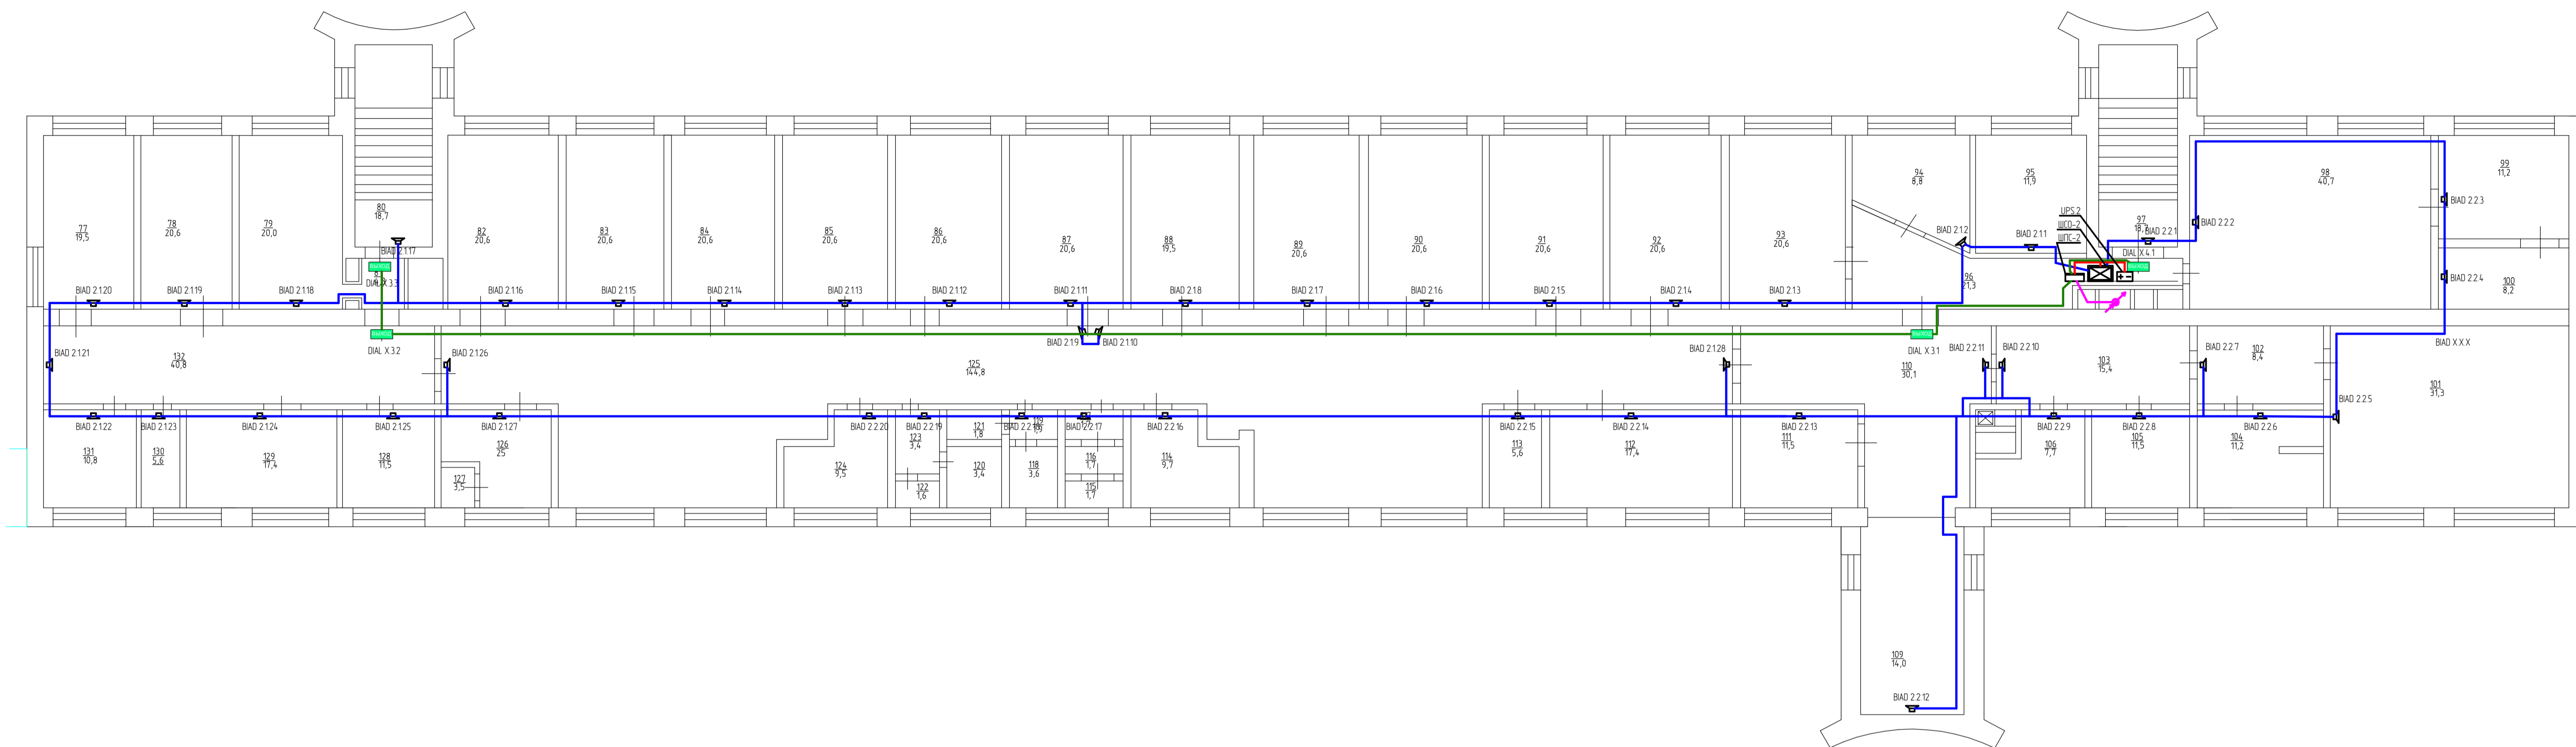 99
11,2
98
40,7
94
8,8
95
11,9
UPS.2
ШСО-2
ШПС-2
97
BIAD 2.2.1
DIAL X.4.1
BIAD 2.2.2
BIAD 2.2.3
BIAD 2.2.4
100
8,2
77
19,5
78
20,6
79
20,0
80
18,7
BIAD 2.1.17
DIAL X.3.3
82
20,6
83
20,6
84
20,6
85
20,6
86
20,6
87
20,6
88
19,5
89
20,6
90
20,6
91
20,6
92
20,6
93
20,6
BIAD 2.1.2
BIAD 2.1.1
96
21,3
BIAD 2.1.20
BIAD 2.1.19
BIAD 2.1.18
BIAD 2.1.16
BIAD 2.1.15
BIAD 2.1.14
BIAD 2.1.13
BIAD 2.1.12
BIAD 2.1.11
BIAD 2.1.8
BIAD 2.1.7
BIAD 2.1.6
BIAD 2.1.5
BIAD 2.1.4
BIAD 2.1.3
BIAD 2.1.21
132
40,8
DIAL X.3.2
BIAD 2.1.26
125
144,8
BIAD 2.1.9
BIAD 2.1.10
BIAD 2.1.28
DIAL X.3.1
110
30,1
BIAD 2.2.11
BIAD 2.2.10
103
15,4
BIAD 2.2.7
102
8,4
BIAD X.X.X
101
31,3
BIAD 2.2.5
BIAD 2.1.22
BIAD 2.1.23
BIAD 2.1.24
BIAD 2.1.25
BIAD 2.1.27
BIAD 2.2.20
BIAD 2.2.19
BIAD 2.2.17
BIAD 2.2.16
BIAD 2.2.15
BIAD 2.2.14
BIAD 2.2.13
BIAD 2.2.9
BIAD 2.2.8
BIAD 2.2.6
131
10,8
130
5,6
129
17,4
128
11,5
127
3,5
126
25
124
9,5
123
3,4
122
1,6
121
1,8
120
3,4
118
3,6
116
1,7
115
1,7
114
9,7
113
5,6
112
17,4
111
11,5
106
7,7
105
11,5
104
11,2
109
14,0
BIAD 2.2.12